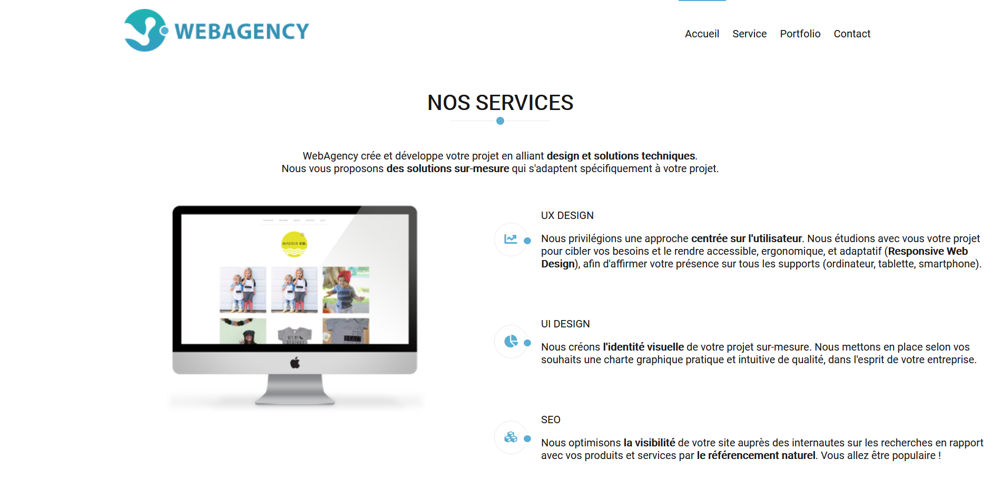 WEBAGENCY
Accueil Service Portfolio Contact
NOS SERVICES
WebAgency crée et développe votre projet en alliant design et solutions techniques.
Nous vous proposons des solutions sur-mesure qui s'adaptent spécifiquement à votre projet.
MADDIX CO.
UX DESIGN
Nous privilégions une approche centrée sur l'utilisateur. Nous étudions avec vous votre projet
pour cibler vos besoins et le rendre accessible, ergonomique, et adaptatif (Responsive Web
Design), afin d'affirmer votre présence sur tous les supports (ordinateur, tablette, smartphone).
UI DESIGN
Nous créons l'identité visuelle de votre projet sur-mesure. Nous mettons en place selon vos
souhaits une charte graphique pratique et intuitive de qualité, dans l'esprit de votre entreprise.
SEO
Nous optimisons la visibilité de votre site auprès des internautes sur les recherches en rapport
avec vos produits et services par le référencement naturel. Vous allez être populaire !